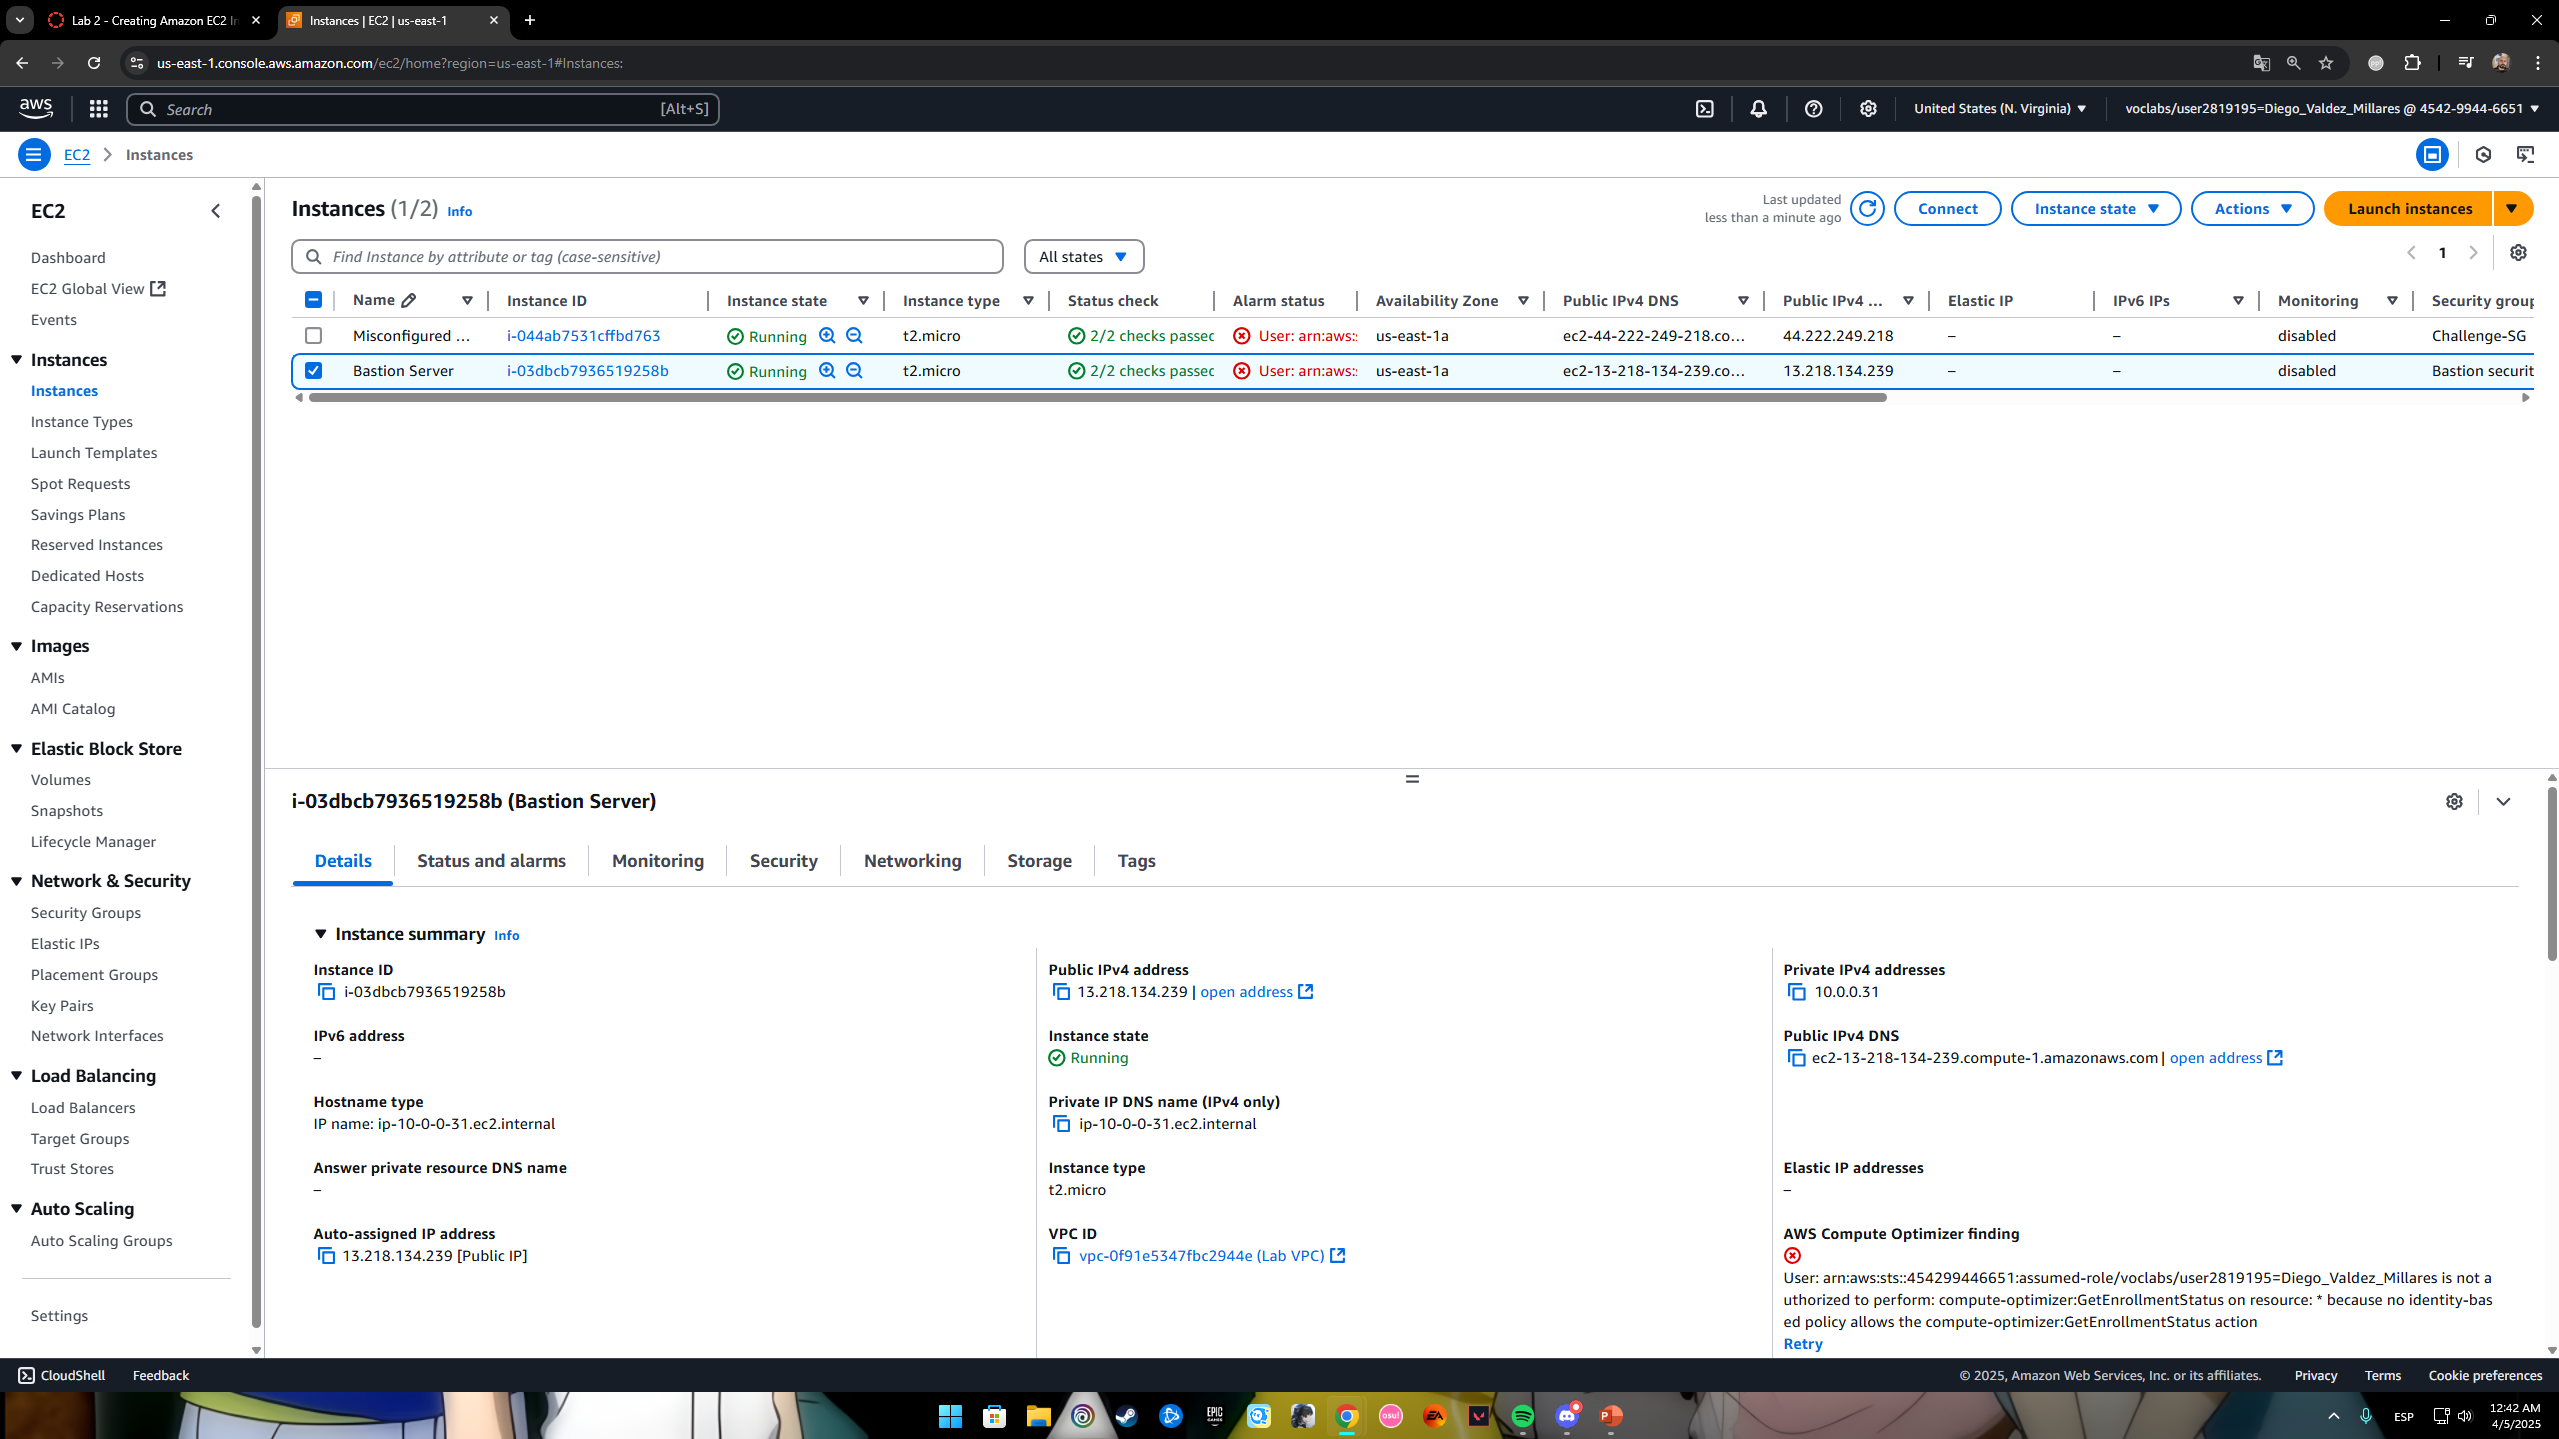 Lab 2 - Creating Amazon EC2 In
Instances | EC2 | us-east-1
us-east-1.console.aws.amazon.com/ec2/home?region=us-east-1#Instances:
aws
Search
[Alt+S]
United States (N. Virginia)
voclabs/user2819195=Diego_Valdez_Millares @ 4542-9944-6651
EC2
Instances
EC2
Dashboard
EC2 Global View
Events
Instances
Instances
Instance Types
Launch Templates
Spot Requests
Savings Plans
Reserved Instances
Dedicated Hosts
Capacity Reservations
Images
AMIs
AMI Catalog
Elastic Block Store
Volumes
Snapshots
Lifecycle Manager
Network & Security
Security Groups
Elastic IPs
Placement Groups
Key Pairs
Network Interfaces
Load Balancing
Load Balancers
Target Groups
Trust Stores
Auto Scaling
Auto Scaling Groups
Settings
Instances (1/2) Info
Last updated
less than a minute ago
Connect
Instance state
Actions
Launch instances
Find Instance by attribute or tag (case-sensitive)
All states
1
Name Instance ID Instance state Instance type Status check Alarm status Availability Zone Public IPv4 DNS Public IPv4 ... Elastic IP IPv6 IPs Monitoring Security group
Misconfigured ... i-044ab7531cffbd763 Running t2.micro 2/2 checks passed User: arn:aws:s us-east-1a ec2-44-222-249-218.co... 44.222.249.218 – – disabled Challenge-SG
Bastion Server i-03dbcb7936519258b Running t2.micro 2/2 checks passed User: arn:aws:s us-east-1a ec2-13-218-134-239.co... 13.218.134.239 – – disabled Bastion securit
i-03dbcb7936519258b (Bastion Server)
Details
Status and alarms
Monitoring
Security
Networking
Storage
Tags
Instance summary Info
Instance ID
i-03dbcb7936519258b
Public IPv4 address
13.218.134.239 | open address
Private IPv4 addresses
10.0.0.31
IPv6 address
–
Instance state
Running
Public IPv4 DNS
ec2-13-218-134-239.compute-1.amazonaws.com | open address
Hostname type
IP name: ip-10-0-0-31.ec2.internal
Private IP DNS name (IPv4 only)
ip-10-0-0-31.ec2.internal
Answer private resource DNS name
–
Instance type
t2.micro
Elastic IP addresses
–
Auto-assigned IP address
13.218.134.239 [Public IP]
VPC ID
vpc-0f91e5347fbc2944e (Lab VPC)
AWS Compute Optimizer finding
User: arn:aws:sts::454299446651:assumed-role/voclabs/user2819195=Diego_Valdez_Millares is not a
uthorized to perform: compute-optimizer:GetEnrollmentStatus on resource: * because no identity-bas
ed policy allows the compute-optimizer:GetEnrollmentStatus action
Retry
CloudShell
Feedback
© 2025, Amazon Web Services, Inc. or its affiliates.
Privacy
Terms
Cookie preferences
EPIC
GAMES
osu!
EA
P
ESP
12:42 AM
4/5/2025